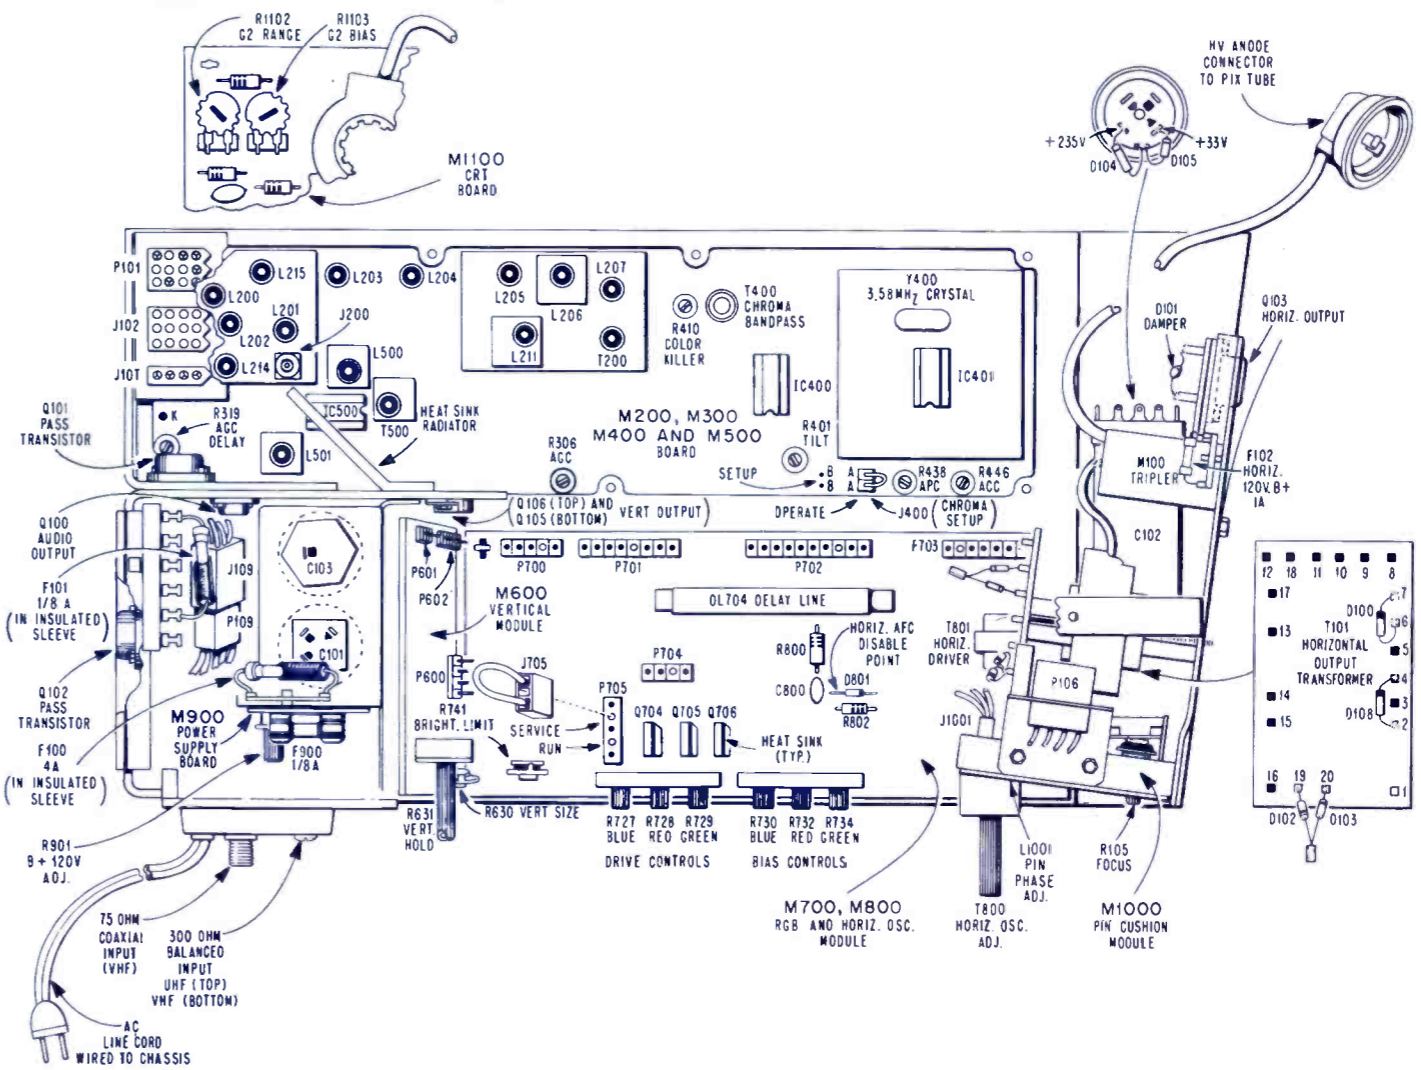 R1102
G2 RANGE
R1103
G2 BIAS
M1100
CRT
BOARD
HV ANODE
CONNECTOR
TO PIX TUBE
+235V
+33V
D104
D105
P101
L215
L203
L204
L200
L201
J200
J102
L202
L214
J101
L500
IC500
T500
HEAT SINK
RADIATOR
K
R319
AGC
DELAY
L501
Q101
PASS
TRANSISTOR
L205
L206
L207
L211
T200
R410
COLOR
KILLER
T400
CHROMA
BANDPASS
Y400
3.58MHZ CRYSTAL
IC400
IC401
M200, M300
M400 AND M500
BOARD
R306
AGC
R401
TILT
SETUP
B A
B A
OPERATE
J400
(CHROMA
SETUP)
R438
APC
R446
ACC
D101
DAMPER
Q103
HORIZ. OUTPUT
M100
TRIPLER
F102
HORIZ.
120V. B+
1A
C102
Q100
AUDIO
OUTPUT
F101
1/8 A
(IN INSULATED
SLEEVE)
Q102
PASS
TRANSISTOR
J109
P109
C103
C101
Q106 (TOP) AND
Q105 (BOTTOM)
(VERT OUTPUT)
P601
P602
M600
VERTICAL
MODULE
P600
P700
P701
P702
F703
DL704 DELAY LINE
J705
P704
P705
R741
BRIGHT. LIMIT
SERVICE
RUN
Q704
Q705
Q706
HEAT SINK
(TYP.)
R800
C800
HORIZ. AFC
DISABLE
POINT
D801
R802
T801
HORIZ.
DRIVER
P106
J1001
M900
POWER
SUPPLY
BOARD
F100
4A
(IN INSULATED
SLEEVE)
F900
1/8A
R901
B + 120V
ADJ.
R631
VERT.
HOLD
R630 VERT SIZE
R727
BLUE
R728
RED
R729
GREEN
DRIVE CONTROLS
R730
BLUE
R732
RED
R734
GREEN
BIAS CONTROLS
M700, M800
RGB AND HORIZ. OSC.
MODULE
T800
HORIZ. OSC.
ADJ.
L1001
PIN
PHASE
ADJ.
R105
FOCUS
M1000
PIN CUSHION
MODULE
12 18 11 10 9 8
17
7
D100
6
13
T101
HORIZONTAL
OUTPUT
TRANSFORMER
5
4
14
3
15
D108
2
16
19
20
1
D102
D103
75 OHM
COAXIAL
INPUT
(VHF)
300 OHM
BALANCED
INPUT
UHF (TOP)
VHF (BOTTOM)
AC
LINE CORD
WIRED TO CHASSIS